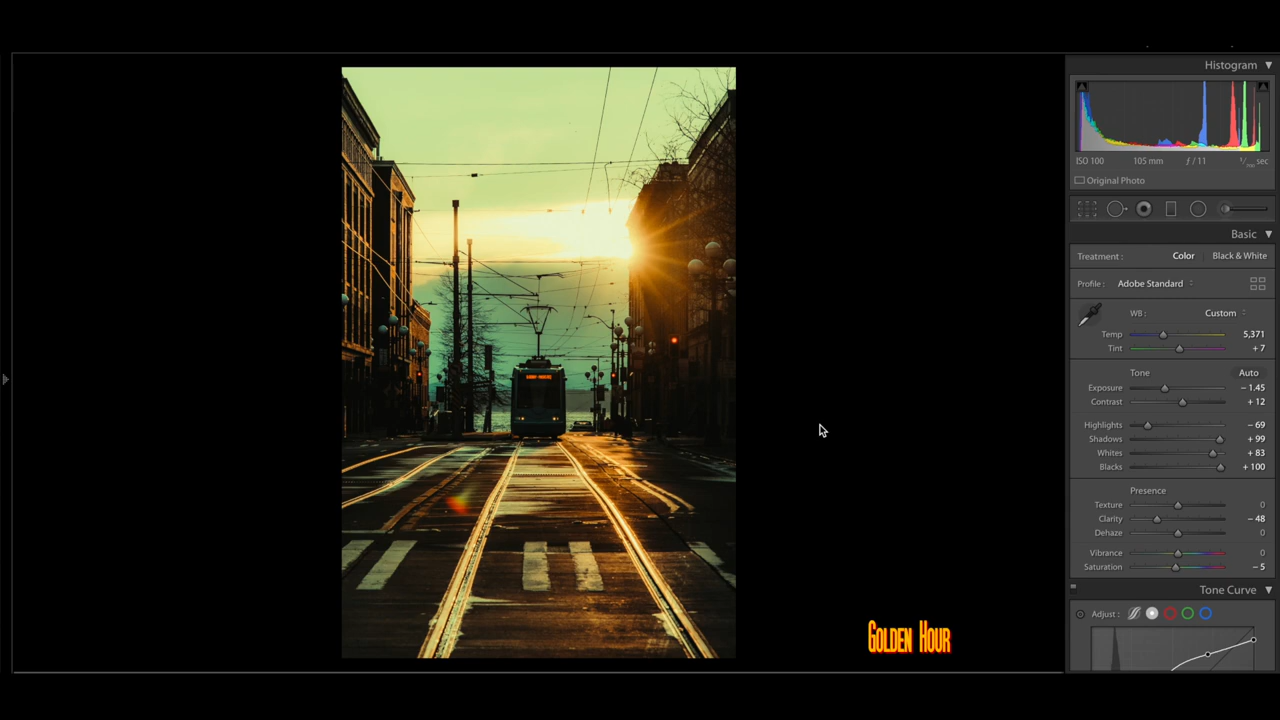 Histogram
ISO 100 105 mm ƒ / 11 sec
Original Photo
Basic
Treatment : Color Black & White
Profile : Adobe Standard
WB : Custom
Temp 5,371
Tint + 7
Tone Auto
Exposure − 1.45
Contrast + 12
Highlights − 69
Shadows + 99
Whites + 83
Blacks + 100
Presence
Texture 0
Clarity − 48
Dehaze 0
Vibrance 0
Saturation − 5
Tone Curve
Adjust :
Golden Hour